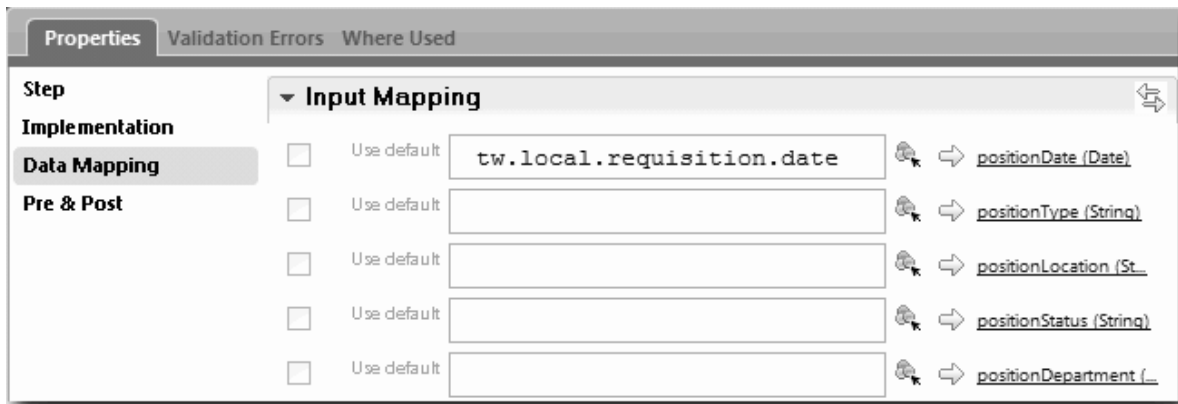 Properties Validation Errors Where Used
Step
Implementation
Data Mapping
Pre & Post
Input Mapping
Use default tw.local.requisition.date positionDate (Date)
Use default positionType (String)
Use default positionLocation (St...
Use default positionStatus (String)
Use default positionDepartment (...